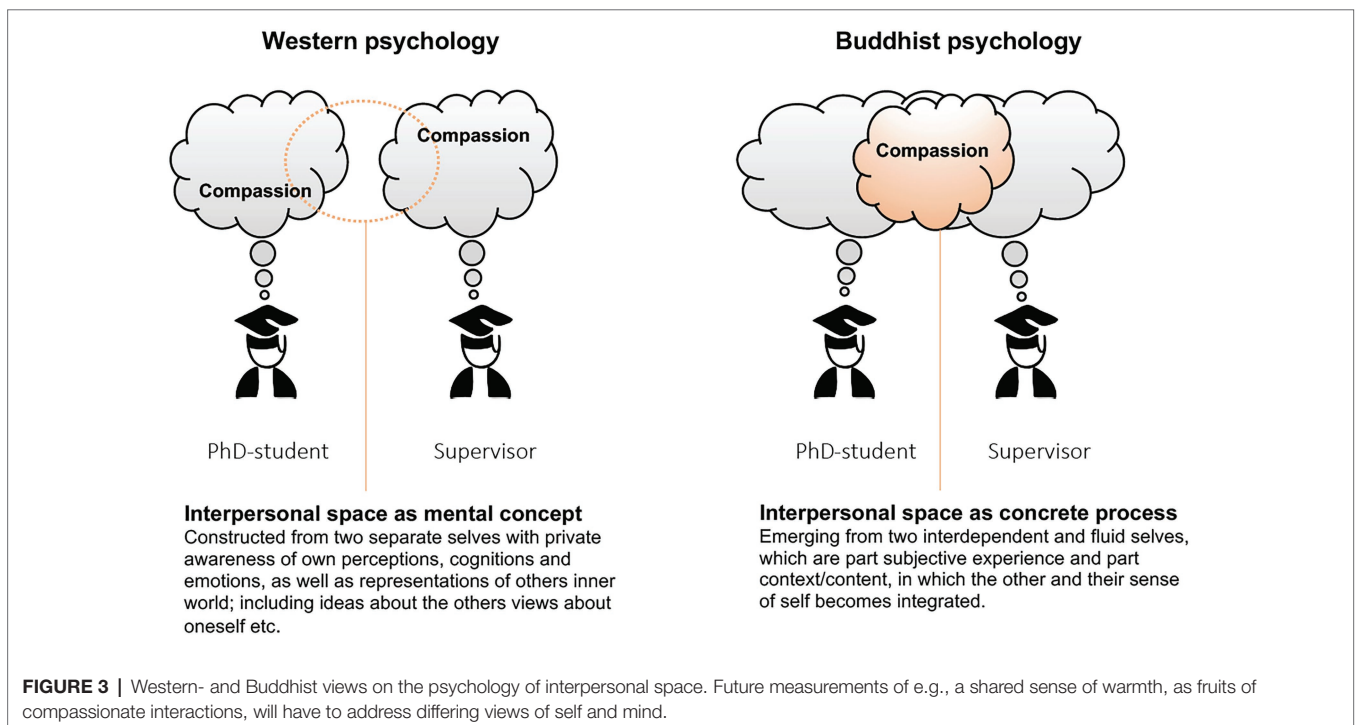 Western psychology
Compassion
Compassion
PhD-student
Supervisor
Interpersonal space as mental concept
Constructed from two separate selves with private
awareness of own perceptions, cognitions and
emotions, as well as representations of others inner
world; including ideas about the others views about
oneself etc.
Buddhist psychology
Compassion
PhD-student
Supervisor
Interpersonal space as concrete process
Emerging from two interdependent and fluid selves,
which are part subjective experience and part
context/content, in which the other and their sense
of self becomes integrated.
FIGURE 3 | Western- and Buddhist views on the psychology of interpersonal space. Future measurements of e.g., a shared sense of warmth, as fruits of
compassionate interactions, will have to address differing views of self and mind.